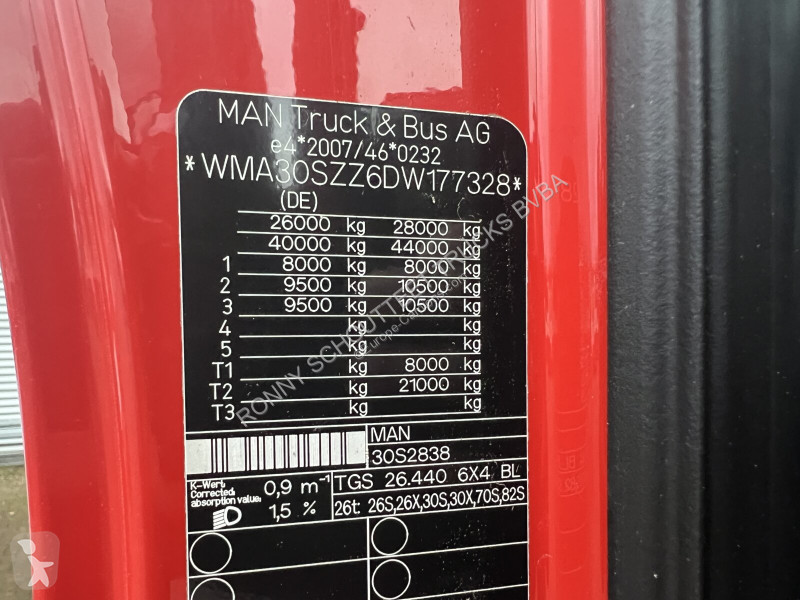 MAN Truck & Bus AG
e4*2007/46*0232
*WMA30SZZ6DW177328*
(DE)
26000 kg 28000 kg
40000 kg 44000 kg
1 8000 kg 8000 kg
2 9500 kg 10500 kg
3 9500 kg 10500 kg
4 kg kg
5 kg kg
T1 kg 8000 kg
T2 kg 21000 kg
T3 kg kg
MAN
30S2838
K-Wert:
Corrected
absorption value:
0,9 m⁻¹
TGS 26.440 6X4 BL
1,5 %
26t: 26S,26X,30S,30X,70S,82S
RONNY SCHOUTTETEN TRUCKS BVBA